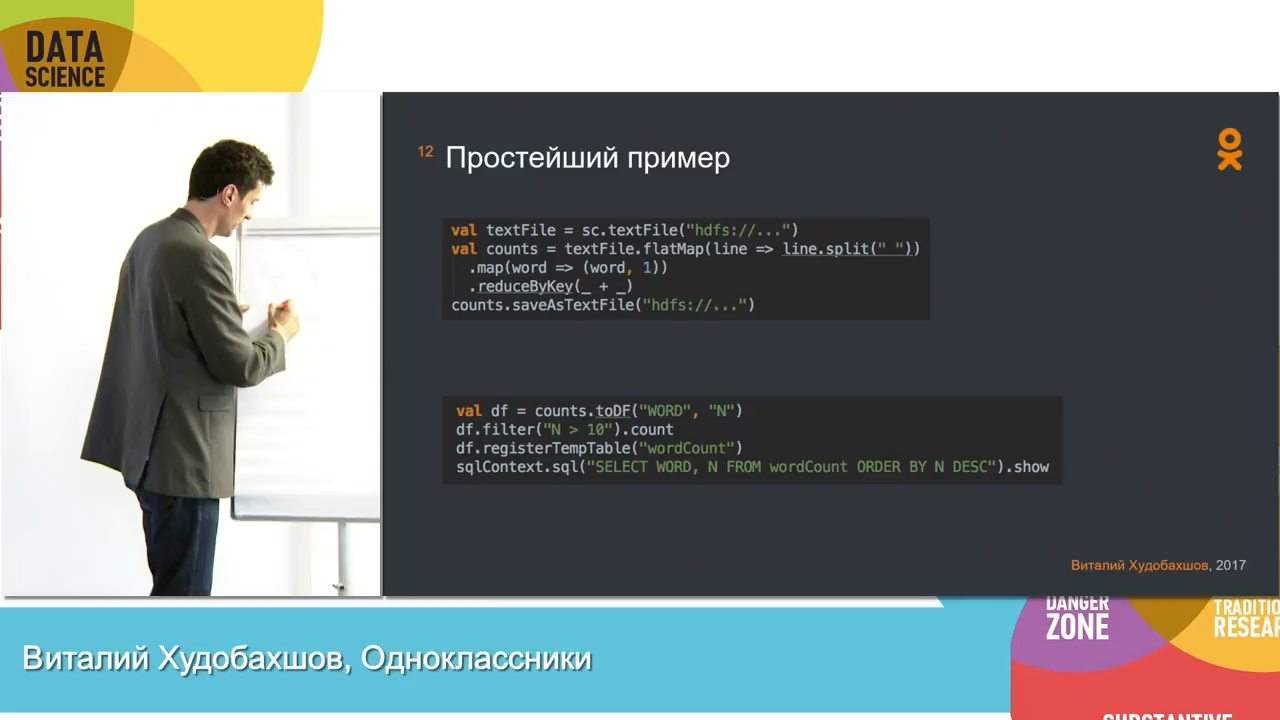 DATA
SCIENCE
12 Простейший пример
val textFile = sc.textFile("hdfs://...")
val counts = textFile.flatMap(line => line.split(" "))
.map(word => (word, 1))
.reduceByKey(_ + _)
counts.saveAsTextFile("hdfs://...")
val df = counts.toDF("WORD", "N")
df.filter("N > 10").count
df.registerTempTable("wordCount")
sqlContext.sql("SELECT WORD, N FROM wordCount ORDER BY N DESC").show
Виталий Худобахшов, 2017
DANGER
ZONE
TRADITIO
RESEAR
Виталий Худобахшов, Одноклассники
SUBSTANTIVE